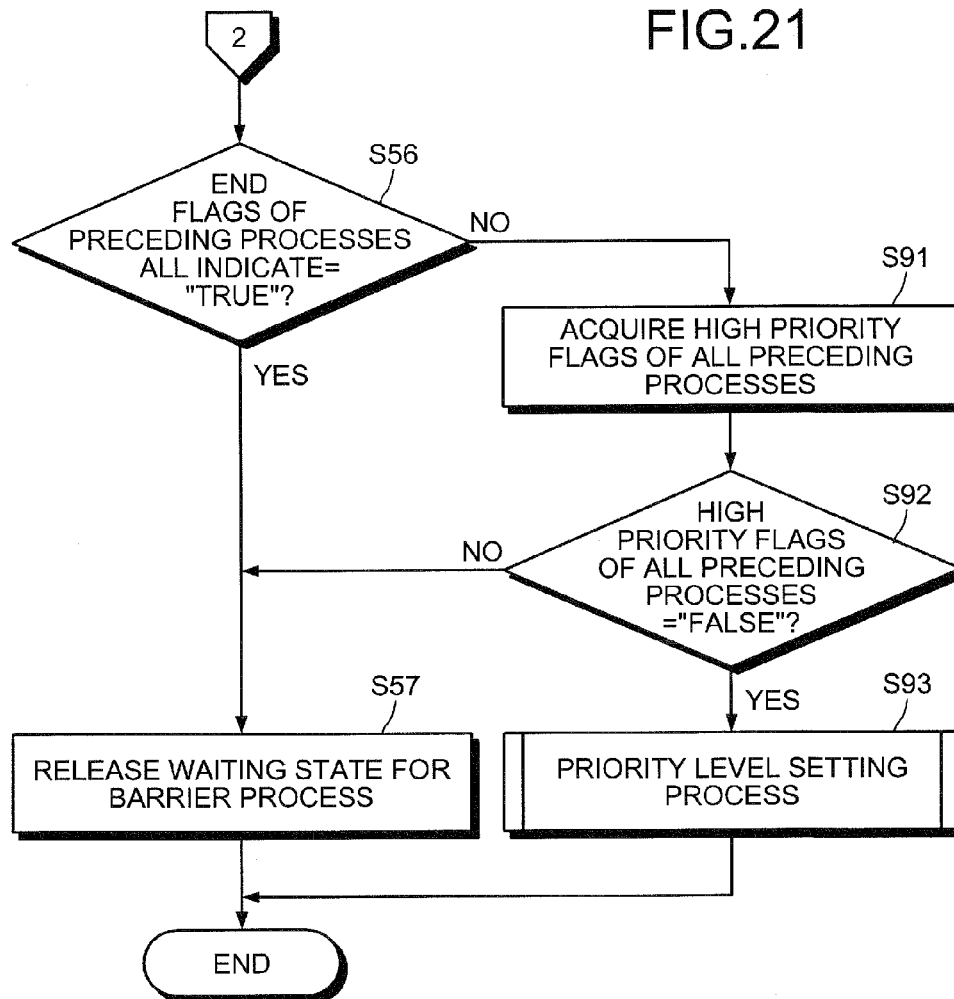 FIG.21
2
S56
END
FLAGS OF
PRECEDING PROCESSES
ALL INDICATE=
"TRUE"?
NO
YES
S91
ACQUIRE HIGH PRIORITY
FLAGS OF ALL PRECEDING
PROCESSES
S92
HIGH
PRIORITY FLAGS
OF ALL PRECEDING
PROCESSES
="FALSE"?
NO
YES
S57
RELEASE WAITING STATE FOR
BARRIER PROCESS
S93
PRIORITY LEVEL SETTING
PROCESS
END